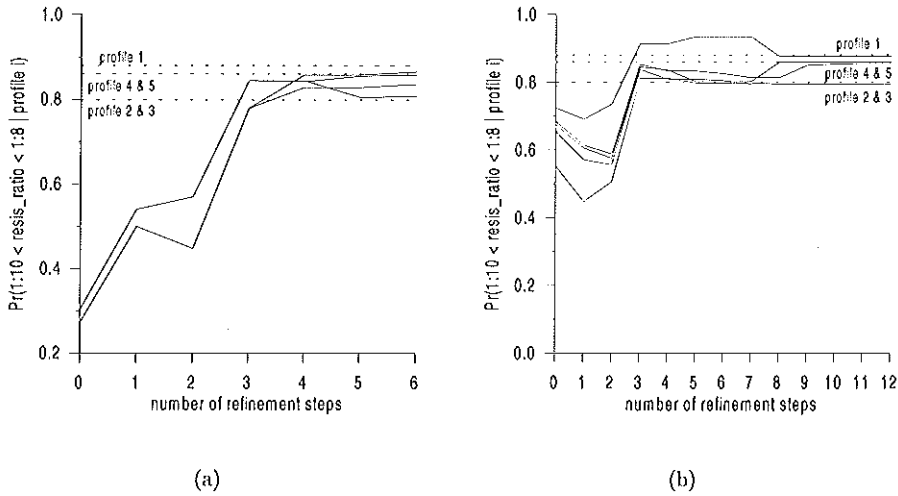 (a)
Pr(1:10 < resis_ratio < 1:8 | profile i)
1.0
0.8
0.6
0.4
0.2
profile 1
profile 4 & 5
profile 2 & 3
0 1 2 3 4 5 6
number of refinement steps
(b)
Pr(1:10 < resis_ratio < 1:8 | profile i)
1.0
0.8
0.6
0.4
0.2
0.0
profile 1
profile 4 & 5
profile 2 & 3
0 1 2 3 4 5 6 7 8 9 10 11 12
number of refinement steps